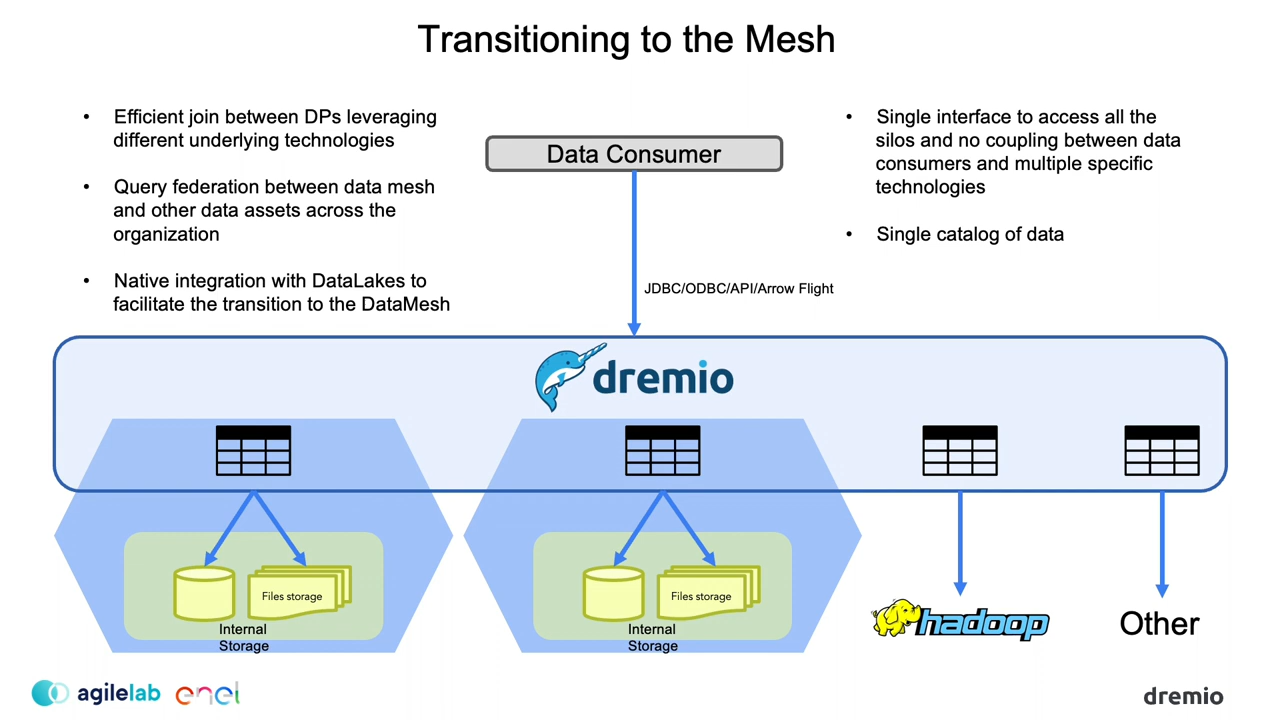 Transitioning to the Mesh
• Efficient join between DPs leveraging
different underlying technologies
• Query federation between data mesh
and other data assets across the
organization
• Native integration with DataLakes to
facilitate the transition to the DataMesh
Data Consumer
• Single interface to access all the
silos and no coupling between data
consumers and multiple specific
technologies
• Single catalog of data
JDBC/ODBC/API/Arrow Flight
dremio
Files storage
Internal
Storage
Files storage
Internal
Storage
hadoop
Other
agilelab
enel
dremio